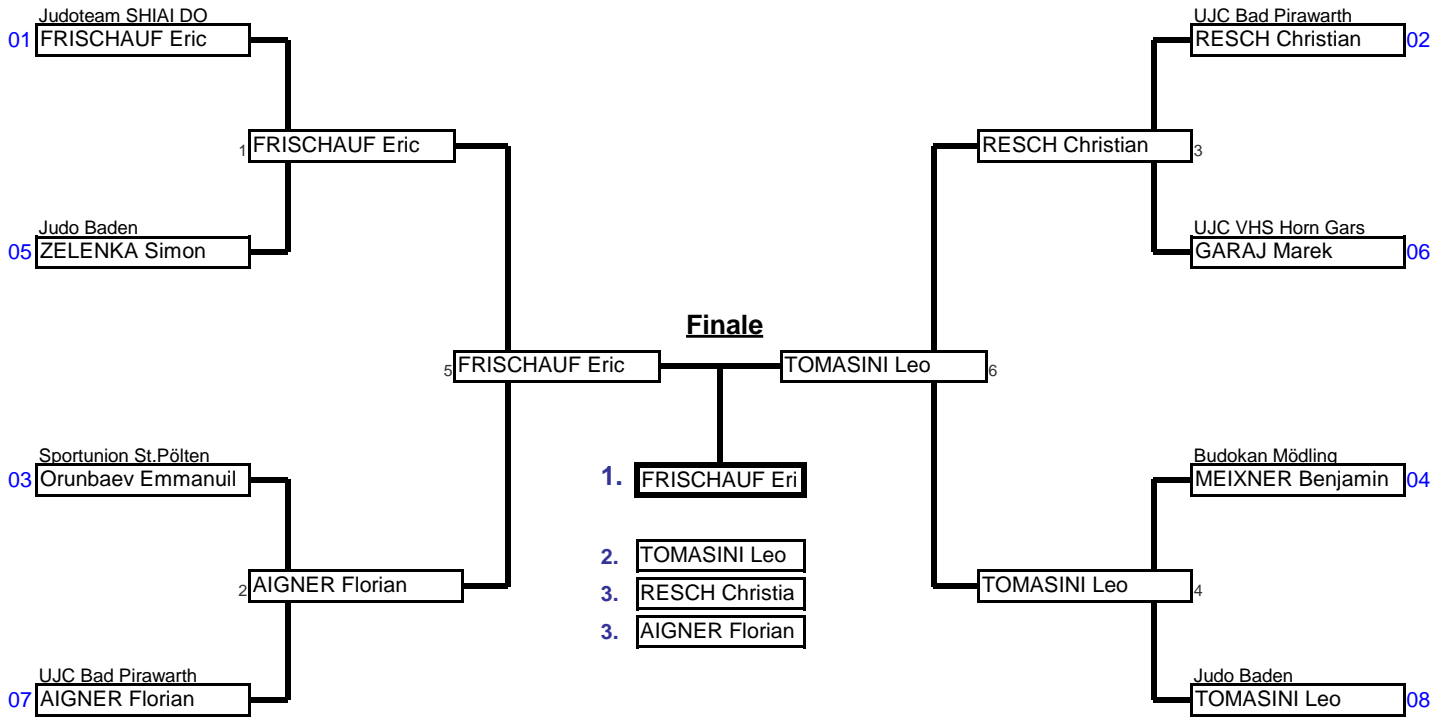 Judoteam SHIAI DO
01 FRISCHAUF Eric
1 FRISCHAUF Eric
Judo Baden
05 ZELENKA Simon
5 FRISCHAUF Eric
Sportunion St.Pölten
03 Orunbaev Emmanuil
2 AIGNER Florian
UJC Bad Pirawarth
07 AIGNER Florian
Finale
1. FRISCHAUF Eri
2. TOMASINI Leo
3. RESCH Christia
3. AIGNER Florian
UJC Bad Pirawarth
RESCH Christian 02
RESCH Christian 3
UJC VHS Horn Gars
GARAJ Marek 06
TOMASINI Leo 6
Budokan Mödling
MEIXNER Benjamin 04
TOMASINI Leo 4
Judo Baden
TOMASINI Leo 08